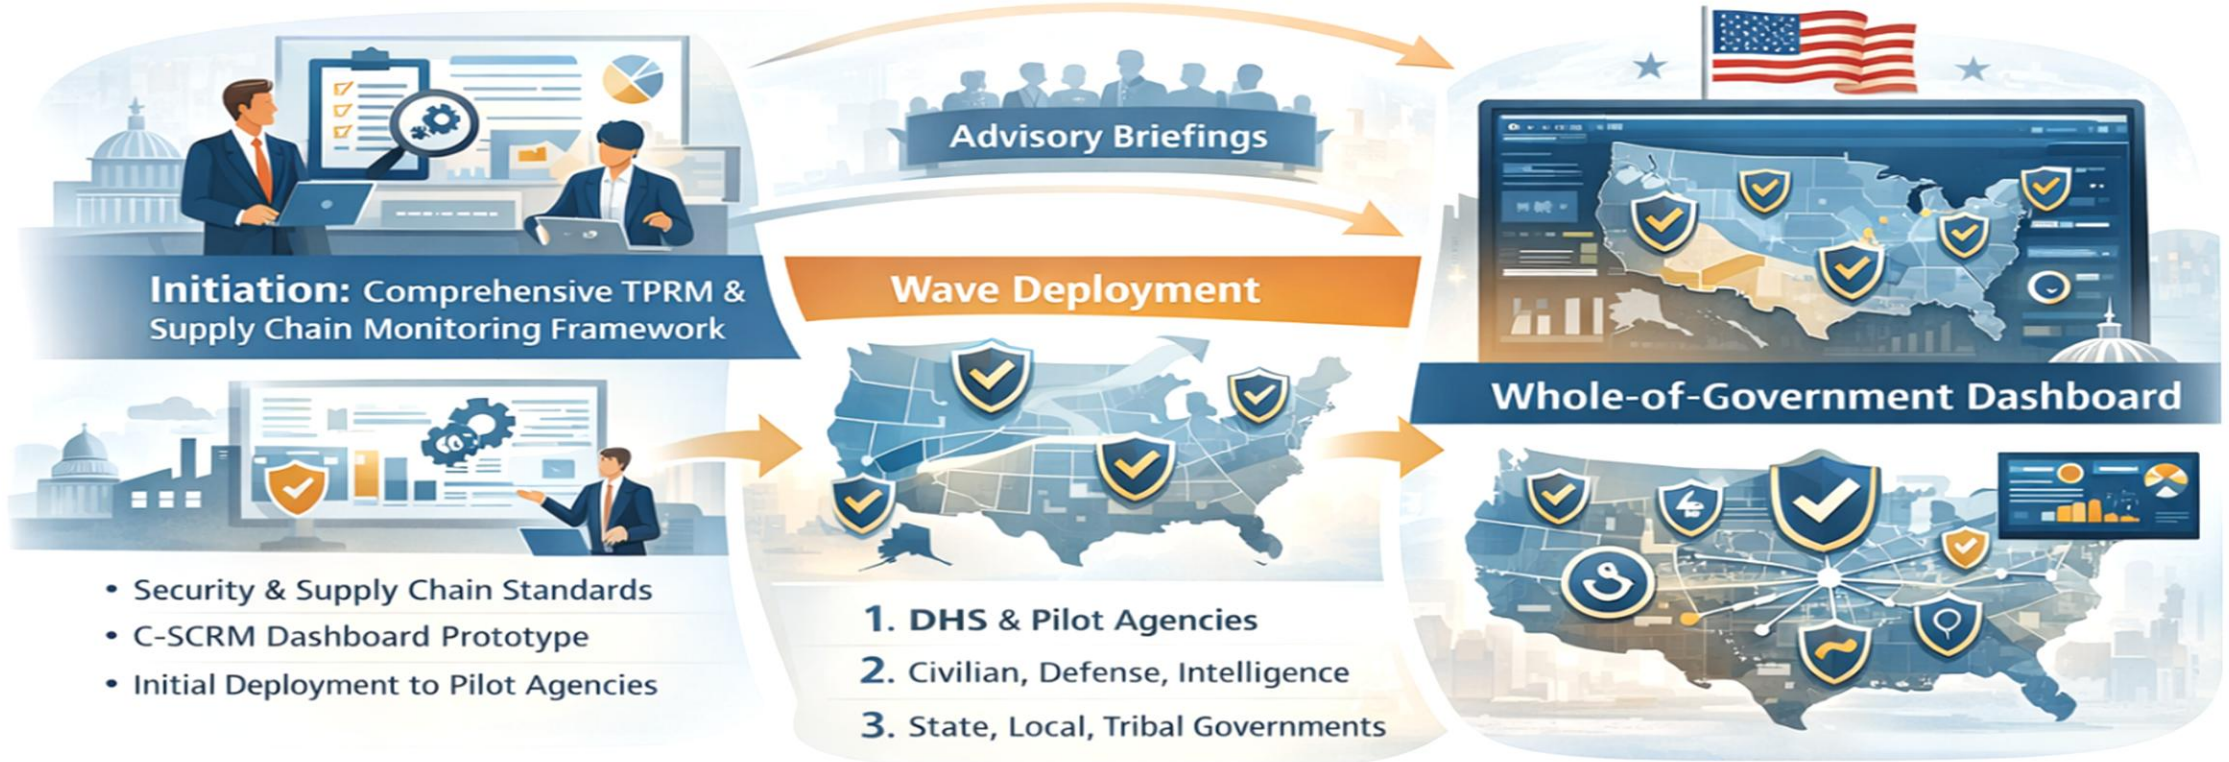 Initiation: Comprehensive TPRM &
Supply Chain Monitoring Framework
• Security & Supply Chain Standards
• C-SCRM Dashboard Prototype
• Initial Deployment to Pilot Agencies
Advisory Briefings
Wave Deployment
1. DHS & Pilot Agencies
2. Civilian, Defense, Intelligence
3. State, Local, Tribal Governments
Whole-of-Government Dashboard